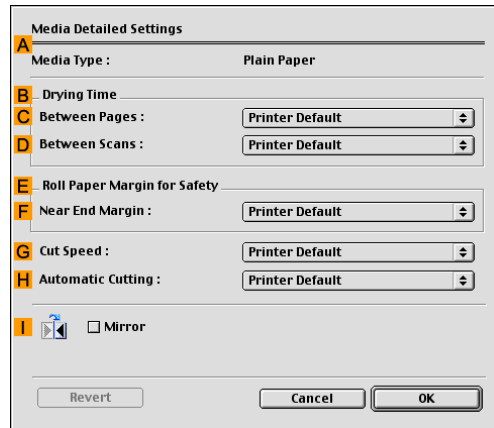 Media Detailed Settings
A
Media Type : Plain Paper
B Drying Time
C Between Pages : Printer Default
D Between Scans : Printer Default
E Roll Paper Margin for Safety
F Near End Margin : Printer Default
G Cut Speed : Printer Default
H Automatic Cutting : Printer Default
I Mirror
Revert Cancel OK